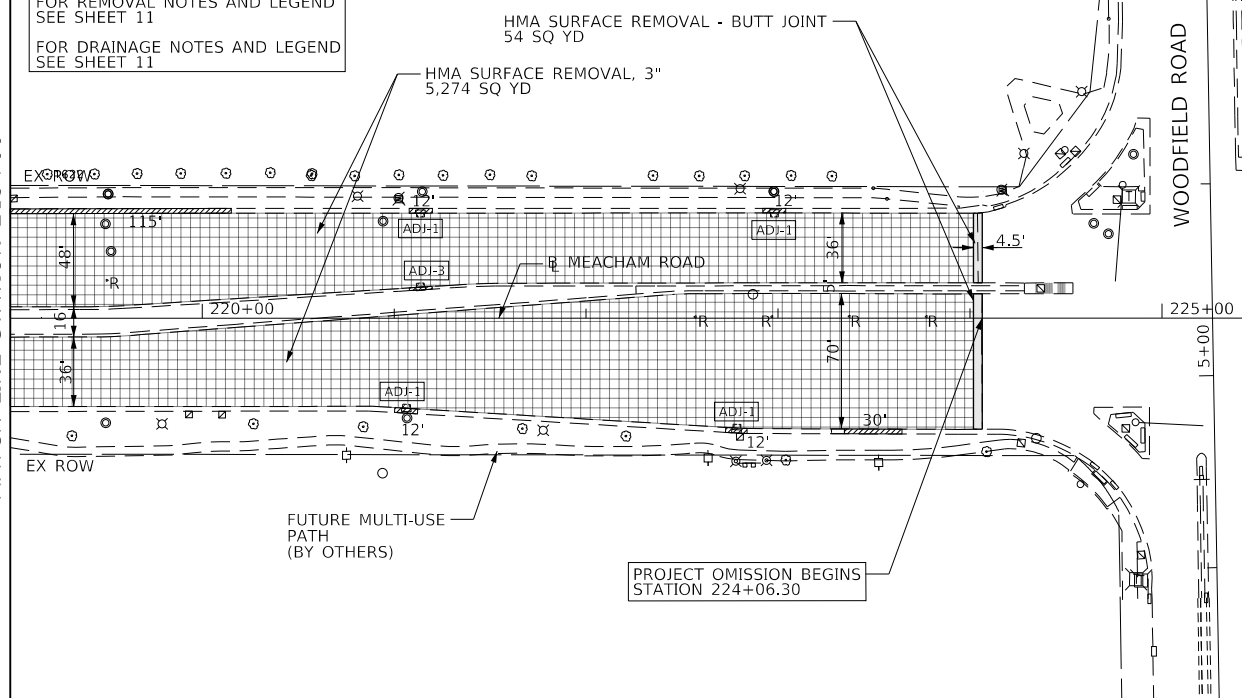 FOR REMOVAL NOTES AND LEGEND
SEE SHEET 11
FOR DRAINAGE NOTES AND LEGEND
SEE SHEET 11
HMA SURFACE REMOVAL - BUTT JOINT
54 SQ YD
HMA SURFACE REMOVAL, 3"
5,274 SQ YD
WOODFIELD ROAD
EX ROW
12'
12'
115'
ADJ-1
ADJ-1
48'
36'
4.5'
ADJ-3
℄ MEACHAM ROAD
R
5'
220+00
225+00
16'
R
R
R
R
5+00
36'
70'
ADJ-1
ADJ-1
12'
30'
12'
EX ROW
FUTURE MULTI-USE
PATH
(BY OTHERS)
PROJECT OMISSION BEGINS
STATION 224+06.30